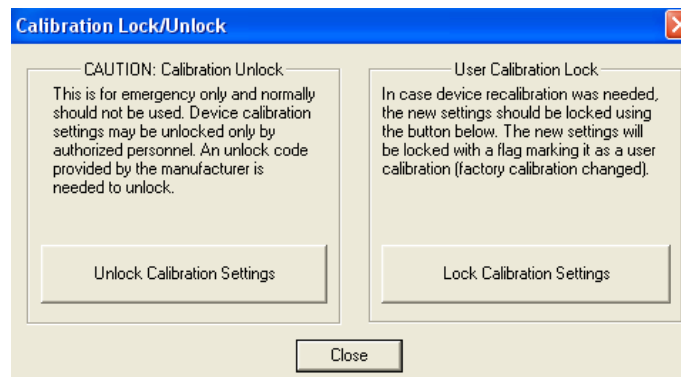 Calibration Lock/Unlock
CAUTION: Calibration Unlock
This is for emergency only and normally
should not be used. Device calibration
settings may be unlocked only by
authorized personnel. An unlock code
provided by the manufacturer is
needed to unlock.
Unlock Calibration Settings
User Calibration Lock
In case device recalibration was needed,
the new settings should be locked using
the button below. The new settings will
be locked with a flag marking it as a user
calibration (factory calibration changed).
Lock Calibration Settings
Close